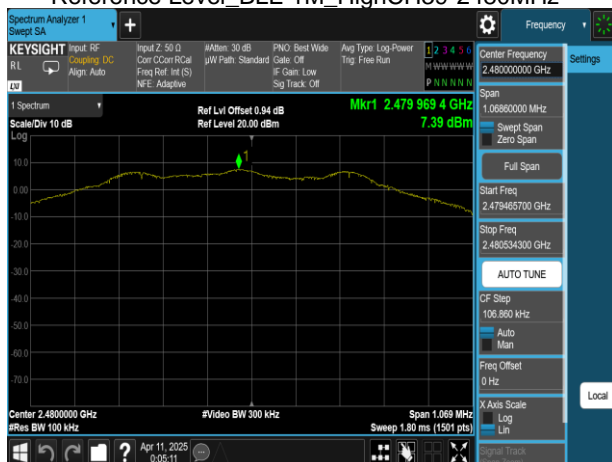 Reference Level_BLE 1M_HighCH39-2480MHz
Spectrum Analyzer 1
Swept SA
Frequency
KEYSIGHT
RL
LXI
Input: RF
Coupling: DC
Align: Auto
Input Z: 50 Ω
Corr CCorr RCal
Freq Ref: Int (S)
NFE: Adaptive
#Atten: 30 dB
µW Path: Standard
PNO: Best Wide
Gate: Off
IF Gain: Low
Sig Track: Off
Avg Type: Log-Power
Trig: Free Run
1 2 3 4 5 6
M W W W W W
P N N N N N
Center Frequency
2.480000000 GHz
Settings
1 Spectrum
Scale/Div 10 dB
Ref Lvl Offset 0.94 dB
Ref Level 20.00 dBm
Mkr1 2.479 969 4 GHz
7.39 dBm
Span
1.06860000 MHz
Swept Span
Zero Span
Full Span
Start Freq
2.479465700 GHz
Stop Freq
2.480534300 GHz
AUTO TUNE
CF Step
106.860 kHz
Auto
Man
Freq Offset
0 Hz
X Axis Scale
Log
Lin
Signal Track
Local
Log
10.0
0.00
-10.0
-20.0
-30.0
-40.0
-50.0
-60.0
-70.0
1
Center 2.4800000 GHz
#Res BW 100 kHz
#Video BW 300 kHz
Span 1.069 MHz
Sweep 1.80 ms (1501 pts)
?
Apr 11, 2025
0:05:11